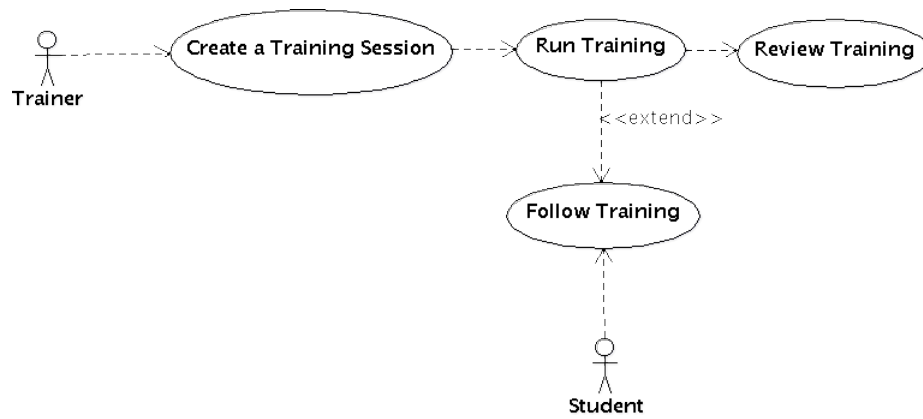 Create a Training Session
Run Training
Review Training
Trainer
<<extend>>
Follow Training
Student